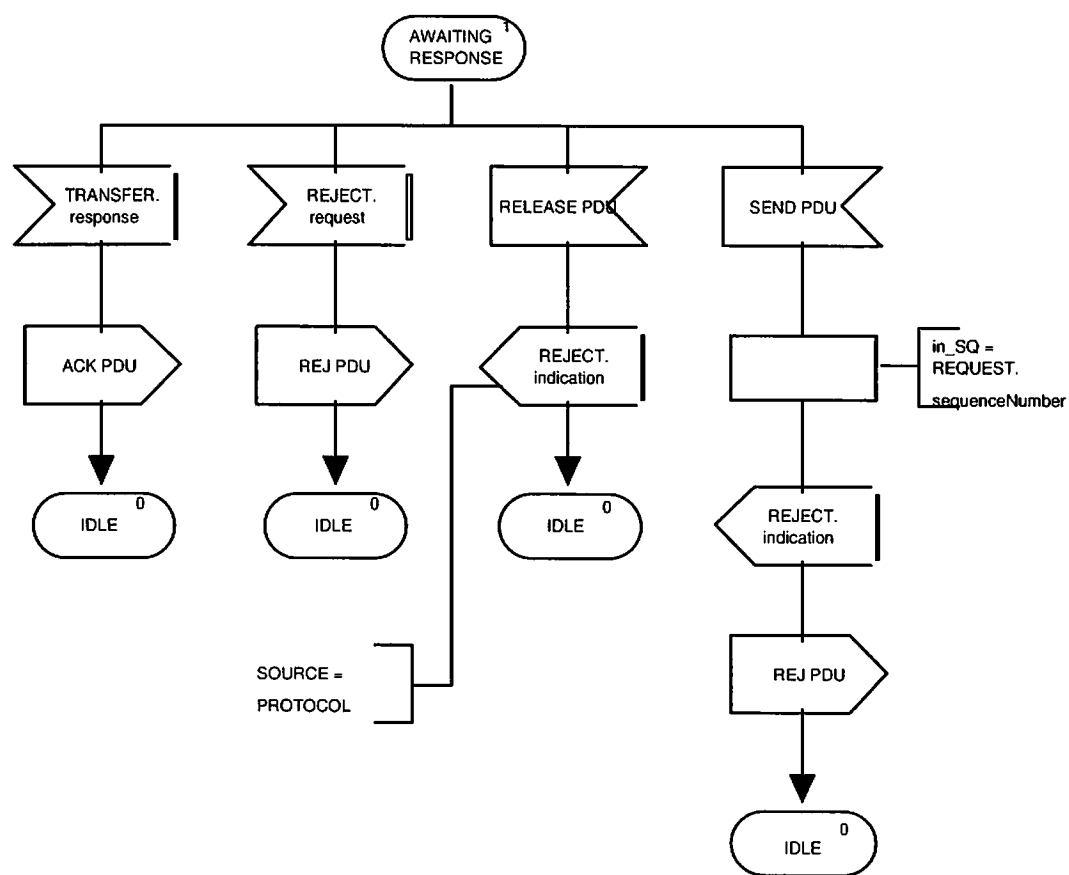 AWAITING 1
RESPONSE
TRANSFER.
response
REJECT.
request
RELEASE PDU
SEND PDU
ACK PDU
REJ PDU
REJECT.
indication
in_SQ =
REQUEST.
sequenceNumber
IDLE 0
IDLE 0
IDLE 0
REJECT.
indication
SOURCE =
PROTOCOL
REJ PDU
IDLE 0